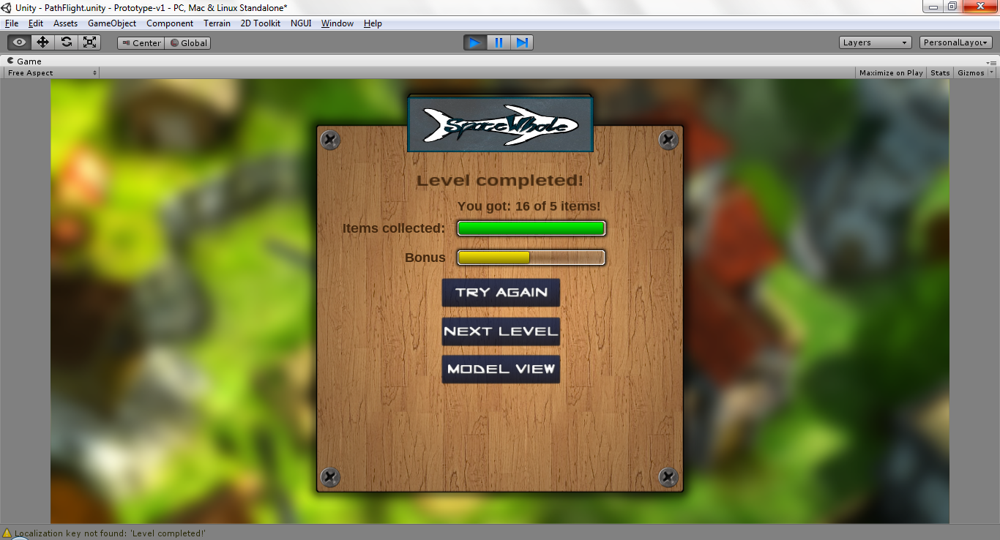 Unity - PathFlight.unity - Prototype-v1 - PC, Mac & Linux Standalone*
File Edit Assets GameObject Component Terrain 2D Toolkit NGUI Window Help
Center Global Layers PersonalLayou
Game
Free Aspect Maximize on Play Stats Gizmos
SpaceWhale
Level completed!
You got: 16 of 5 items!
Items collected:
Bonus
TRY AGAIN
NEXT LEVEL
MODEL VIEW
Localization key not found: 'Level completed!'